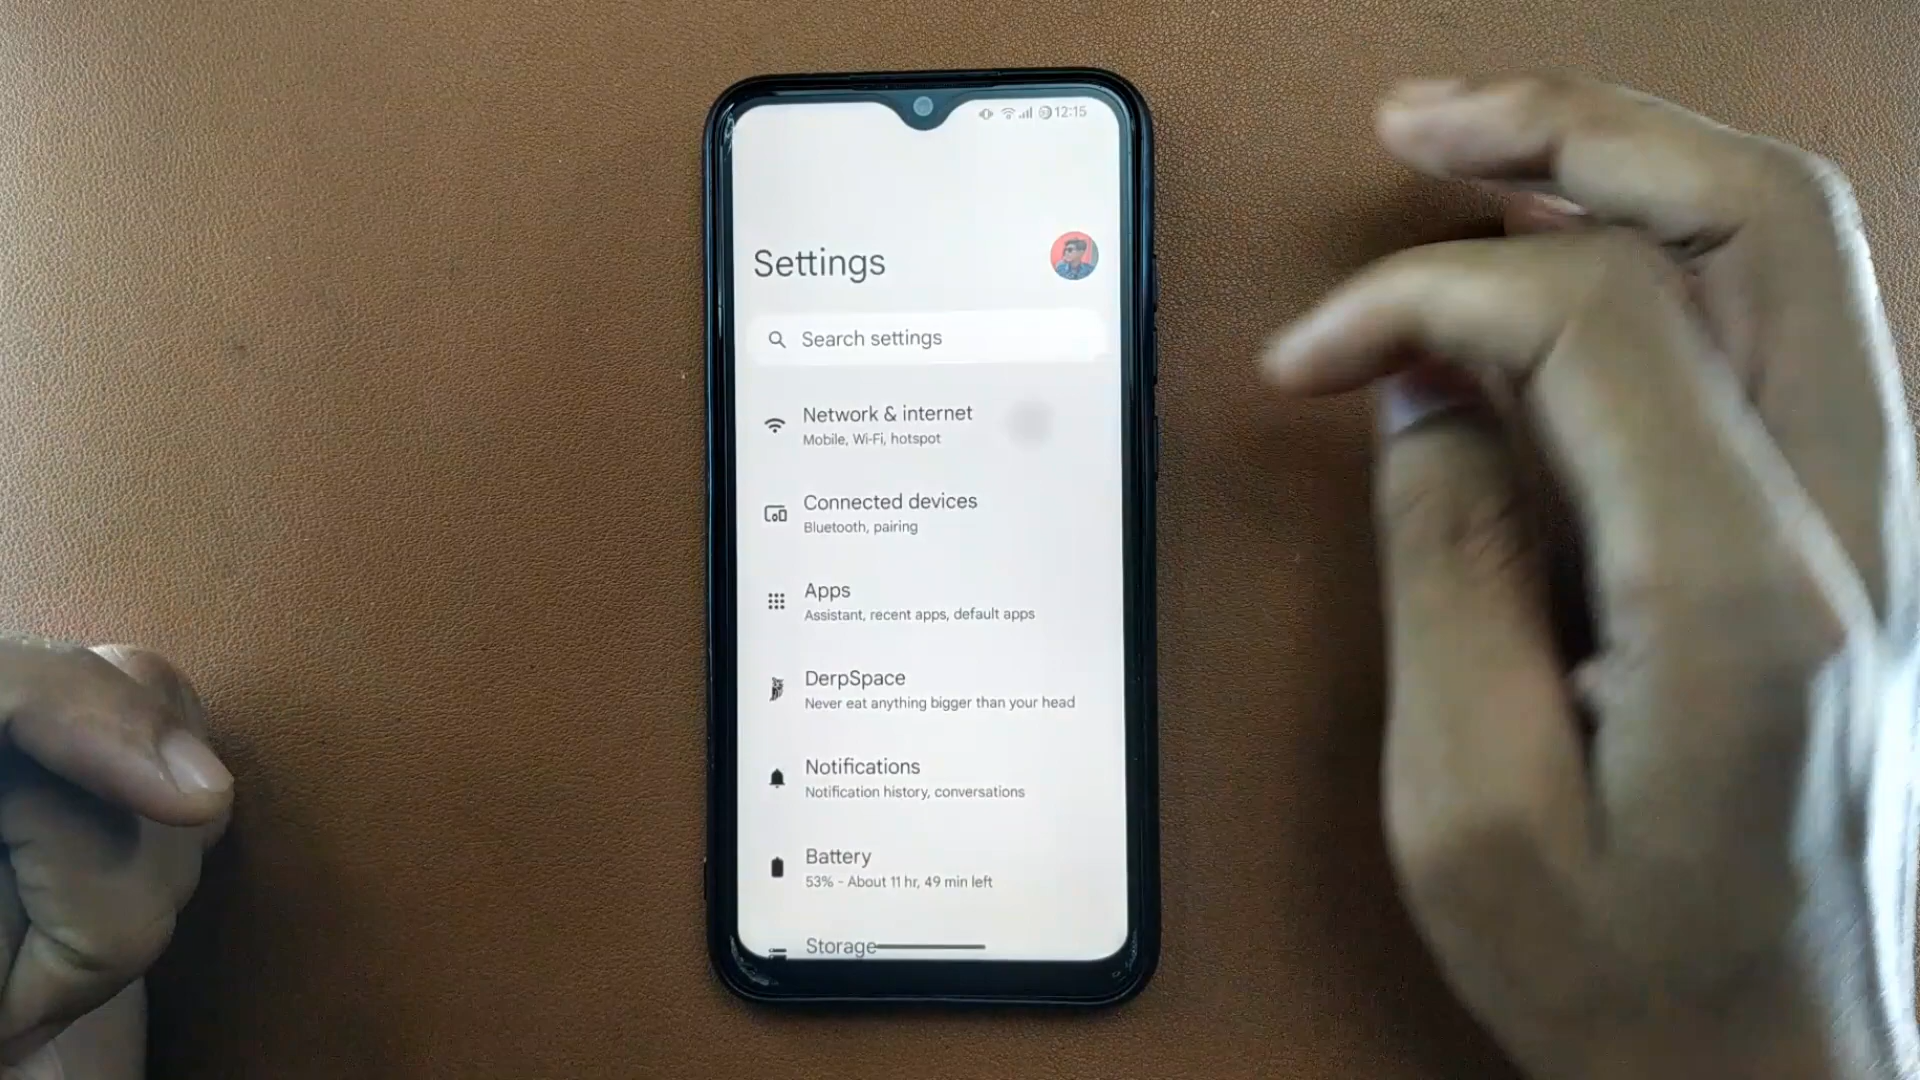 12:15
Settings
Search settings
Network & internet
Mobile, Wi-Fi, hotspot
Connected devices
Bluetooth, pairing
Apps
Assistant, recent apps, default apps
DerpSpace
Never eat anything bigger than your head
Notifications
Notification history, conversations
Battery
53% - About 11 hr, 49 min left
Storage